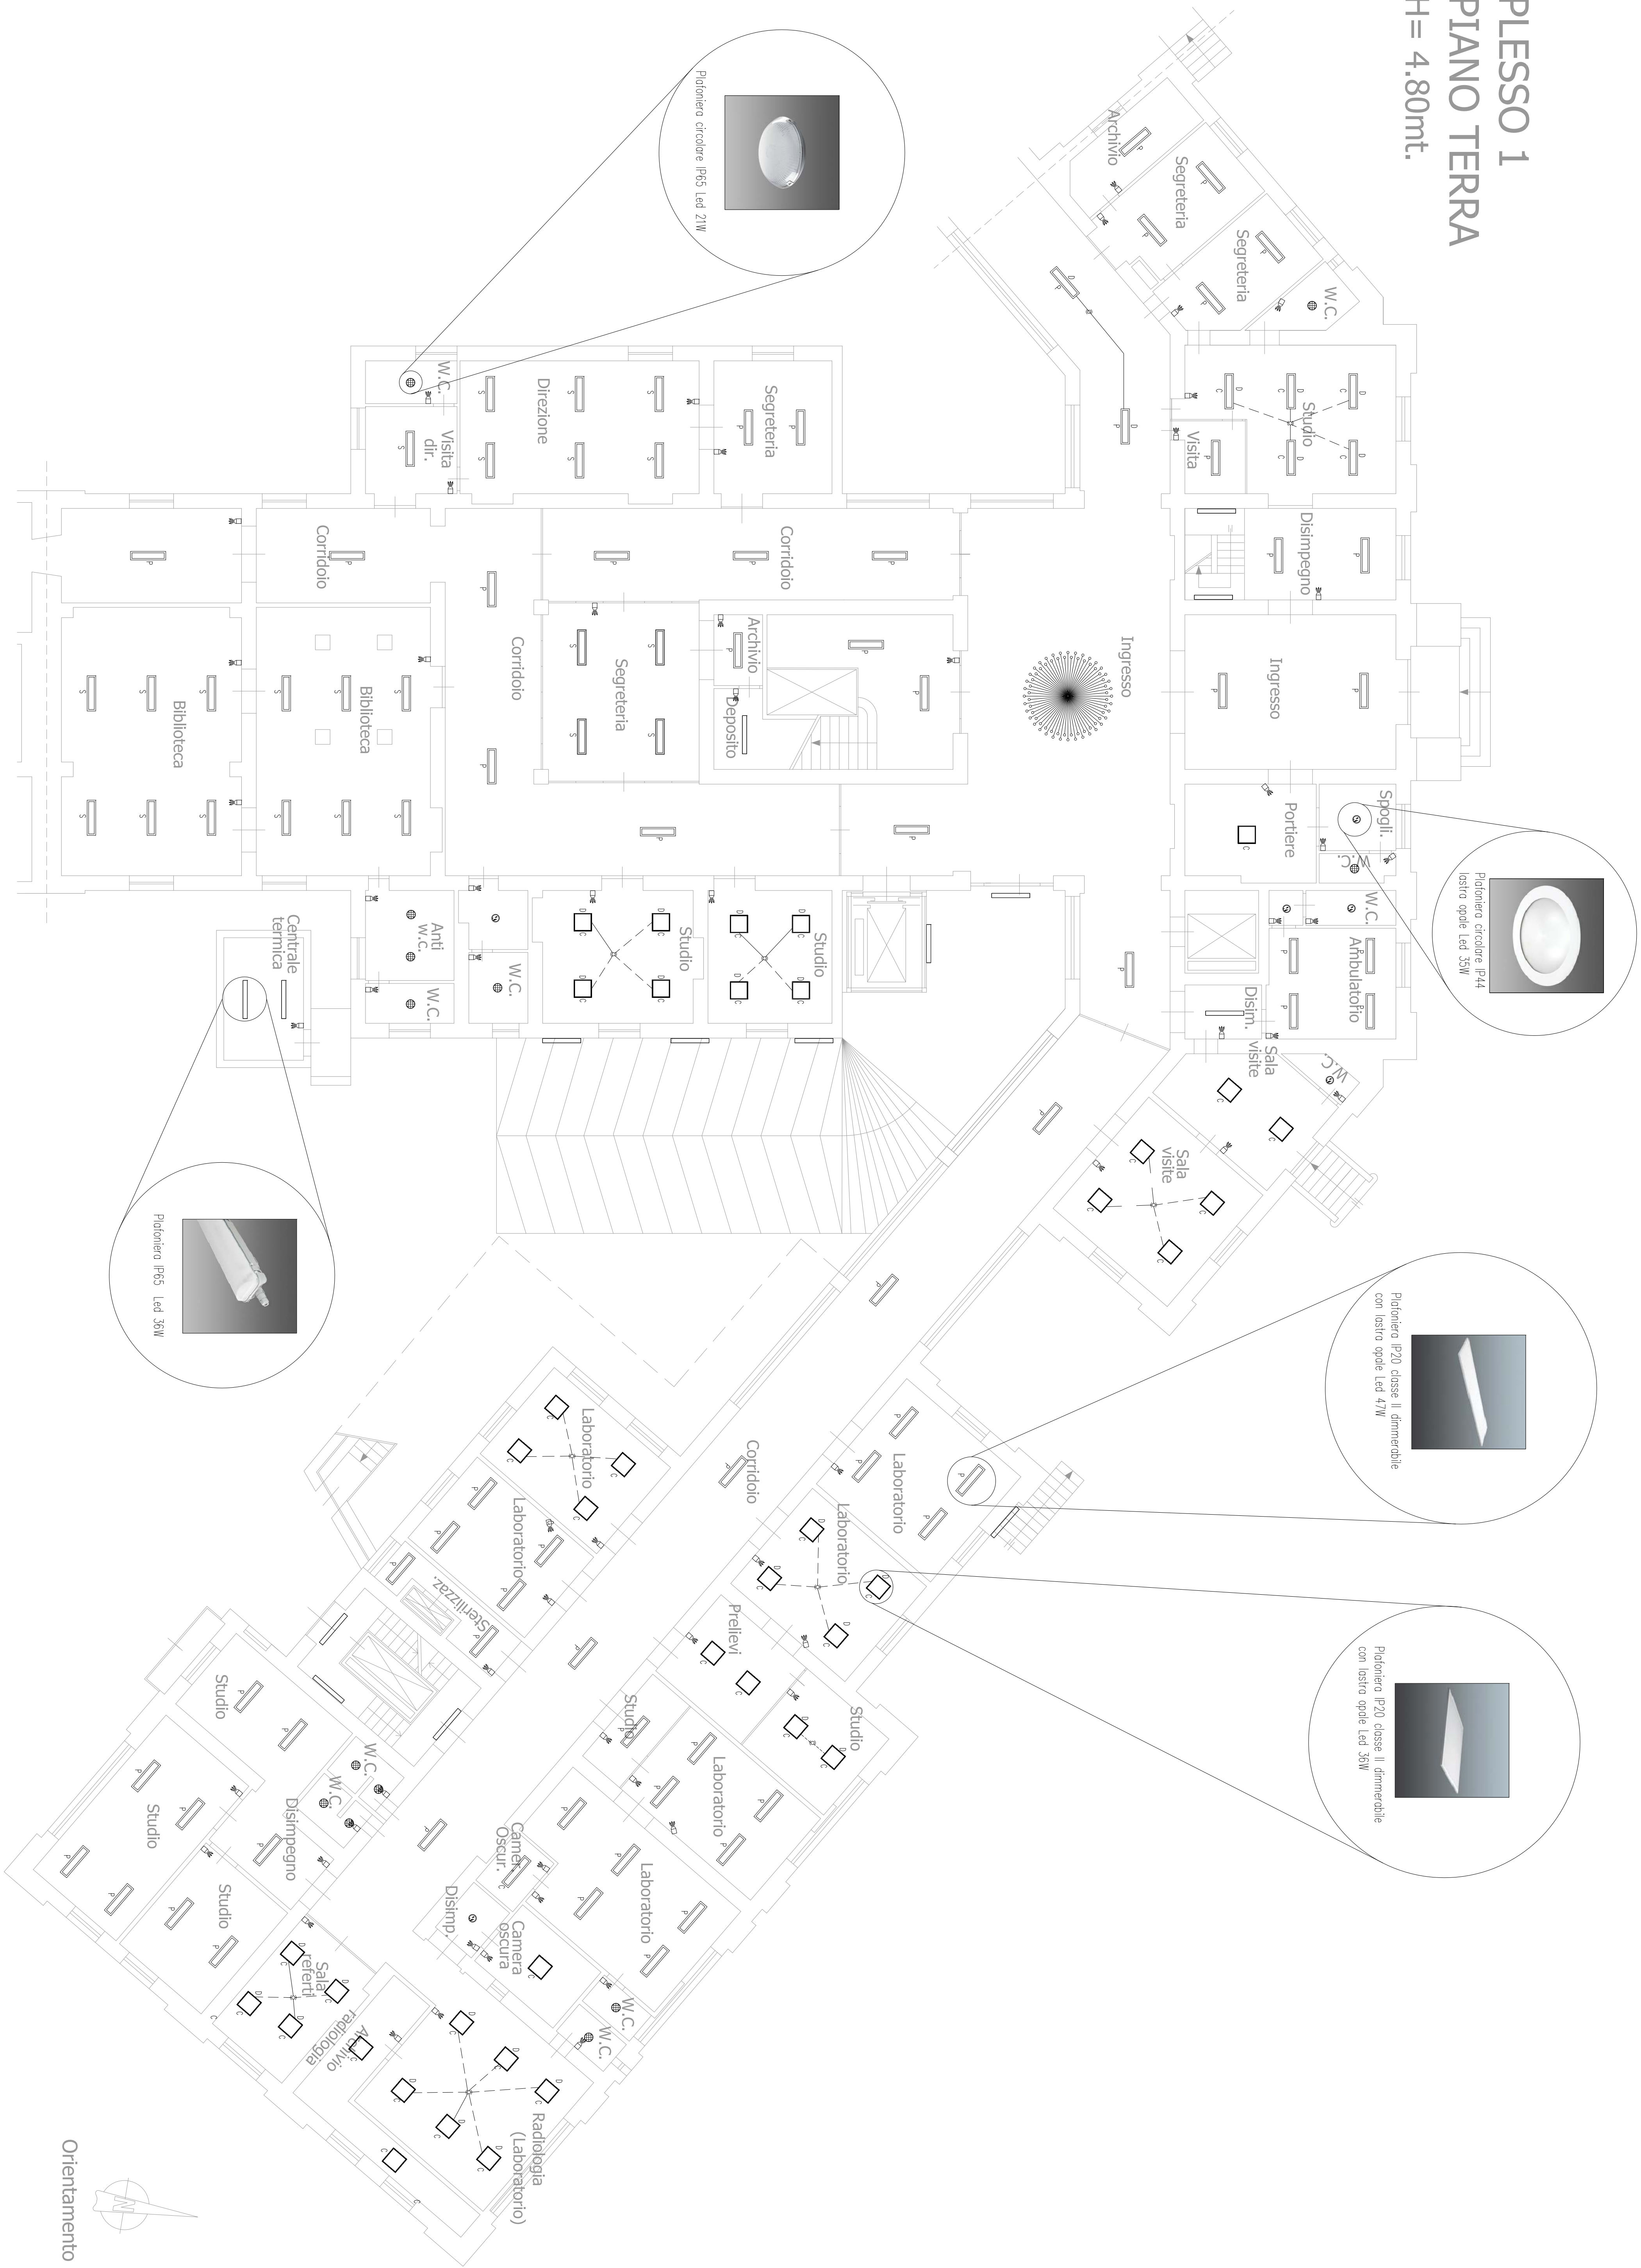 PLESSO 1
PIANO TERRA
H= 4.80mt.
Plafoniera circolare IP65 Led 21W
Archivio
Segreteria
Segreteria
W.C.
Studio
Visita
Disimpegno
Ingresso
Ingresso
Portiere
Spogli.
W.C.
W.C.
Ambulatorio
Disim.
Sala
visite
W.C.
Sala
visite
Plafoniera circolare IP44
lastra opale Led 35W
W.C.
Visita
dir.
Direzione
Segreteria
Corridoio
Corridoio
Corridoio
Segreteria
Archivio
Deposito
Biblioteca
Biblioteca
Anti
w.c.
W.C.
W.C.
Studio
Studio
Centrale
termica
Plafoniera IP65 Led 36W
Plafoniera IP20 classe II dimmerabile
con lastra opale Led 47W
Plafoniera IP20 classe II dimmerabile
con lastra opale Led 36W
Laboratorio
Laboratorio
Corridoio
Laboratorio
Laboratorio
Sterilizzaz.
Prelievi
Studio
Studio
Laboratorio
Laboratorio
Studio
Studio
W.C.
W.C.
Disimpegno
Studio
Camer.
Oscur.
Disimp.
Camera
oscura
W.C.
W.C.
Sala
referti
Archivio
radiologia
Radiologia
(Laboratorio)
N
Orientamento